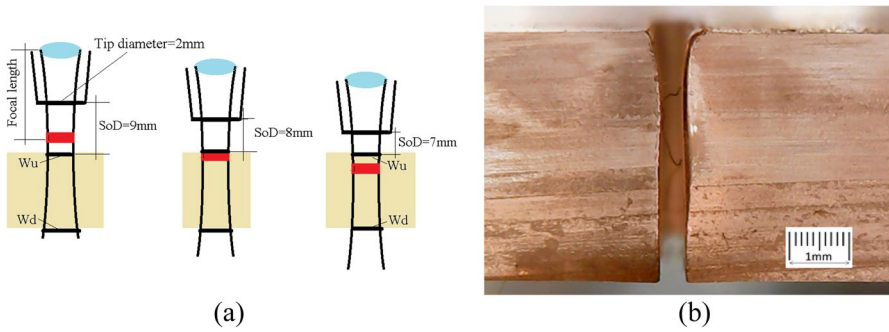 Focal length
Tip diameter=2mm
SoD=9mm
Wu
Wd
SoD=8mm
SoD=7mm
Wu
Wd
1mm
(a)
(b)